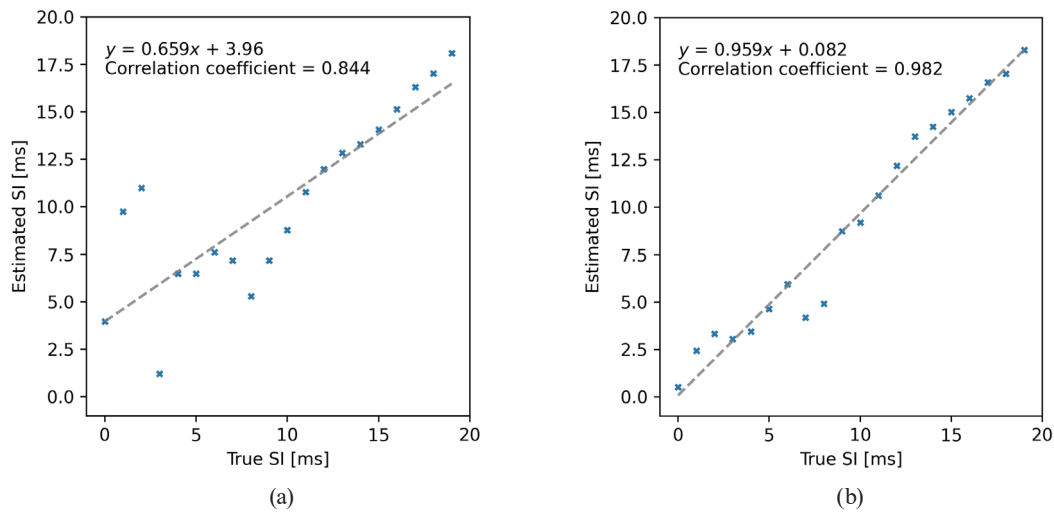 20.0
17.5
15.0
12.5
10.0
7.5
5.0
2.5
0.0
Estimated SI [ms]
y = 0.659x + 3.96
Correlation coefficient = 0.844
0 5 10 15 20
True SI [ms]
(a)
20.0
17.5
15.0
12.5
10.0
7.5
5.0
2.5
0.0
Estimated SI [ms]
y = 0.959x + 0.082
Correlation coefficient = 0.982
0 5 10 15 20
True SI [ms]
(b)